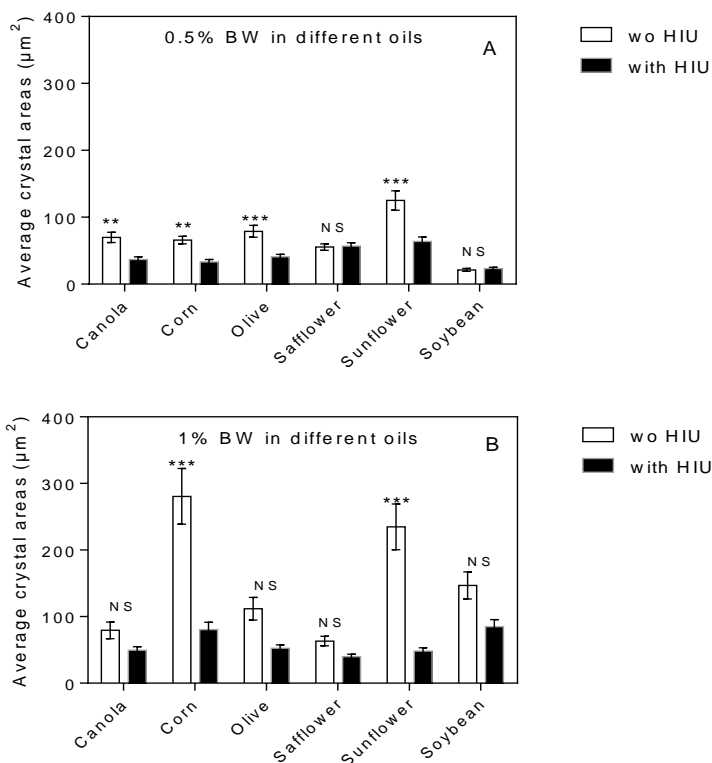 0.5% BW in different oils
A
wo HIU
with HIU
Average crystal areas (µm²)
400
300
200
100
0
**
**
***
NS
***
NS
Canola
Corn
Olive
Safflower
Sunflower
Soybean
1% BW in different oils
B
wo HIU
with HIU
Average crystal areas (µm²)
400
300
200
100
0
NS
***
NS
NS
***
NS
Canola
Corn
Olive
Safflower
Sunflower
Soybean